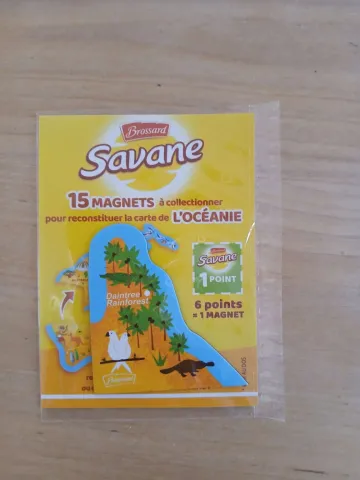 Brossard
Savane
15 MAGNETS à collectionner
pour reconstituer la carte de L'OCÉANIE
Brossard
Savane
1 POINT
Daintree
Rainforest
6 points
= 1 MAGNET